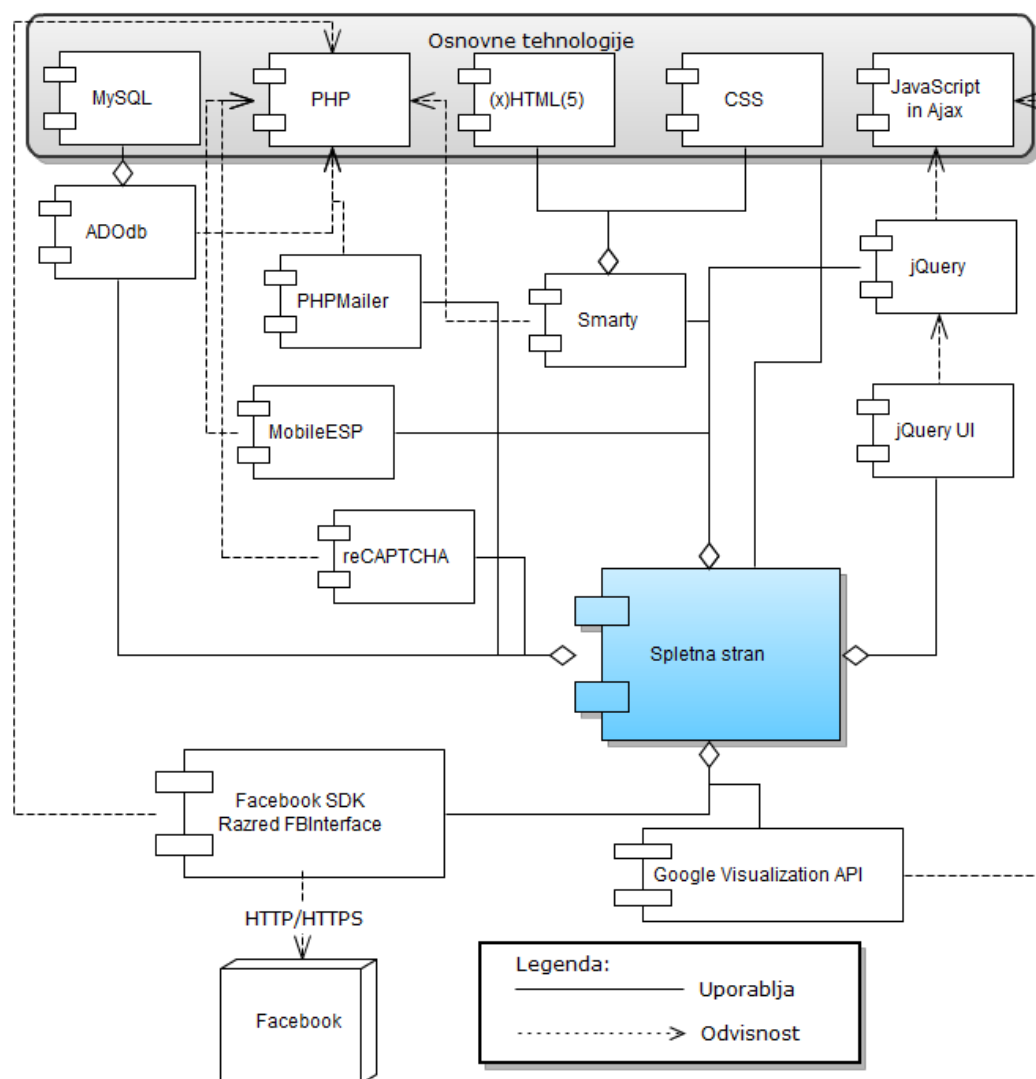 Osnovne tehnologije
MySQL
PHP
(x)HTML(5)
CSS
JavaScript
in Ajax
ADOdb
PHPMailer
Smarty
jQuery
MobileESP
jQuery UI
reCAPTCHA
Spletna stran
Facebook SDK
Razred FBInterface
Google Visualization API
HTTP/HTTPS
Facebook
Legenda:
Uporablja
Odvisnost